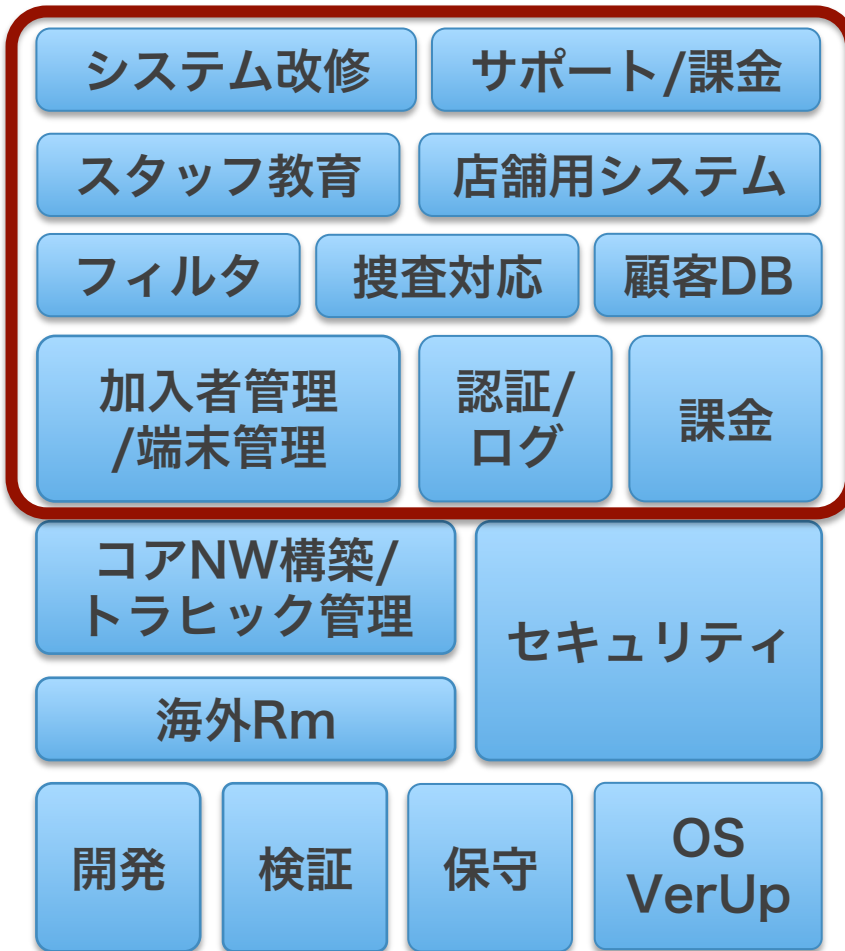 システム改修
サポート/課金
スタッフ教育
店舗用システム
フィルタ
捜査対応
顧客DB
加入者管理
/端末管理
認証/
ログ
課金
コアNW構築/
トラヒック管理
セキュリティ
海外Rm
開発
検証
保守
OS
VerUp